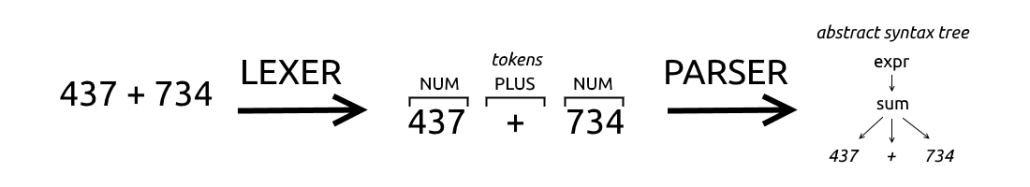 437 + 734
LEXER
tokens
NUM PLUS NUM
437 + 734
PARSER
abstract syntax tree
expr
sum
437 + 734